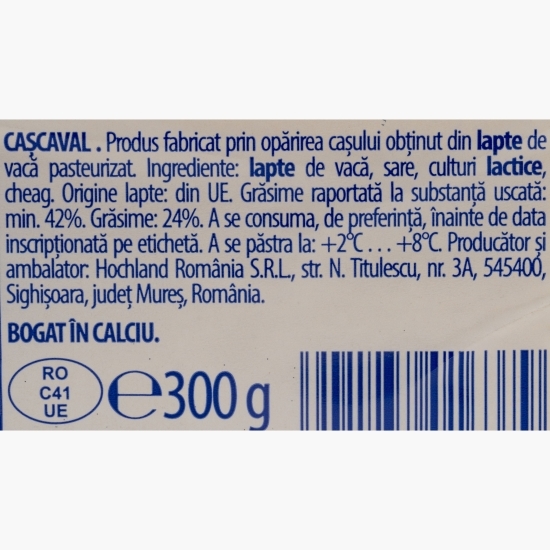 CAȘCAVAL . Produs fabricat prin opărirea cașului obținut din lapte de
vacă pasteurizat. Ingrediente: lapte de vacă, sare, culturi lactice,
cheag. Origine lapte: din UE. Grăsime raportată la substanță uscată:
min. 42%. Grăsime: 24%. A se consuma, de preferință, înainte de data
inscripționată pe etichetă. A se păstra la: +2°C ... +8°C. Producător și
ambalator: Hochland România S.R.L., str. N. Titulescu, nr. 3A, 545400,
Sighișoara, județ Mureș, România.
BOGAT ÎN CALCIU.
RO
C41
UE
℮300 g